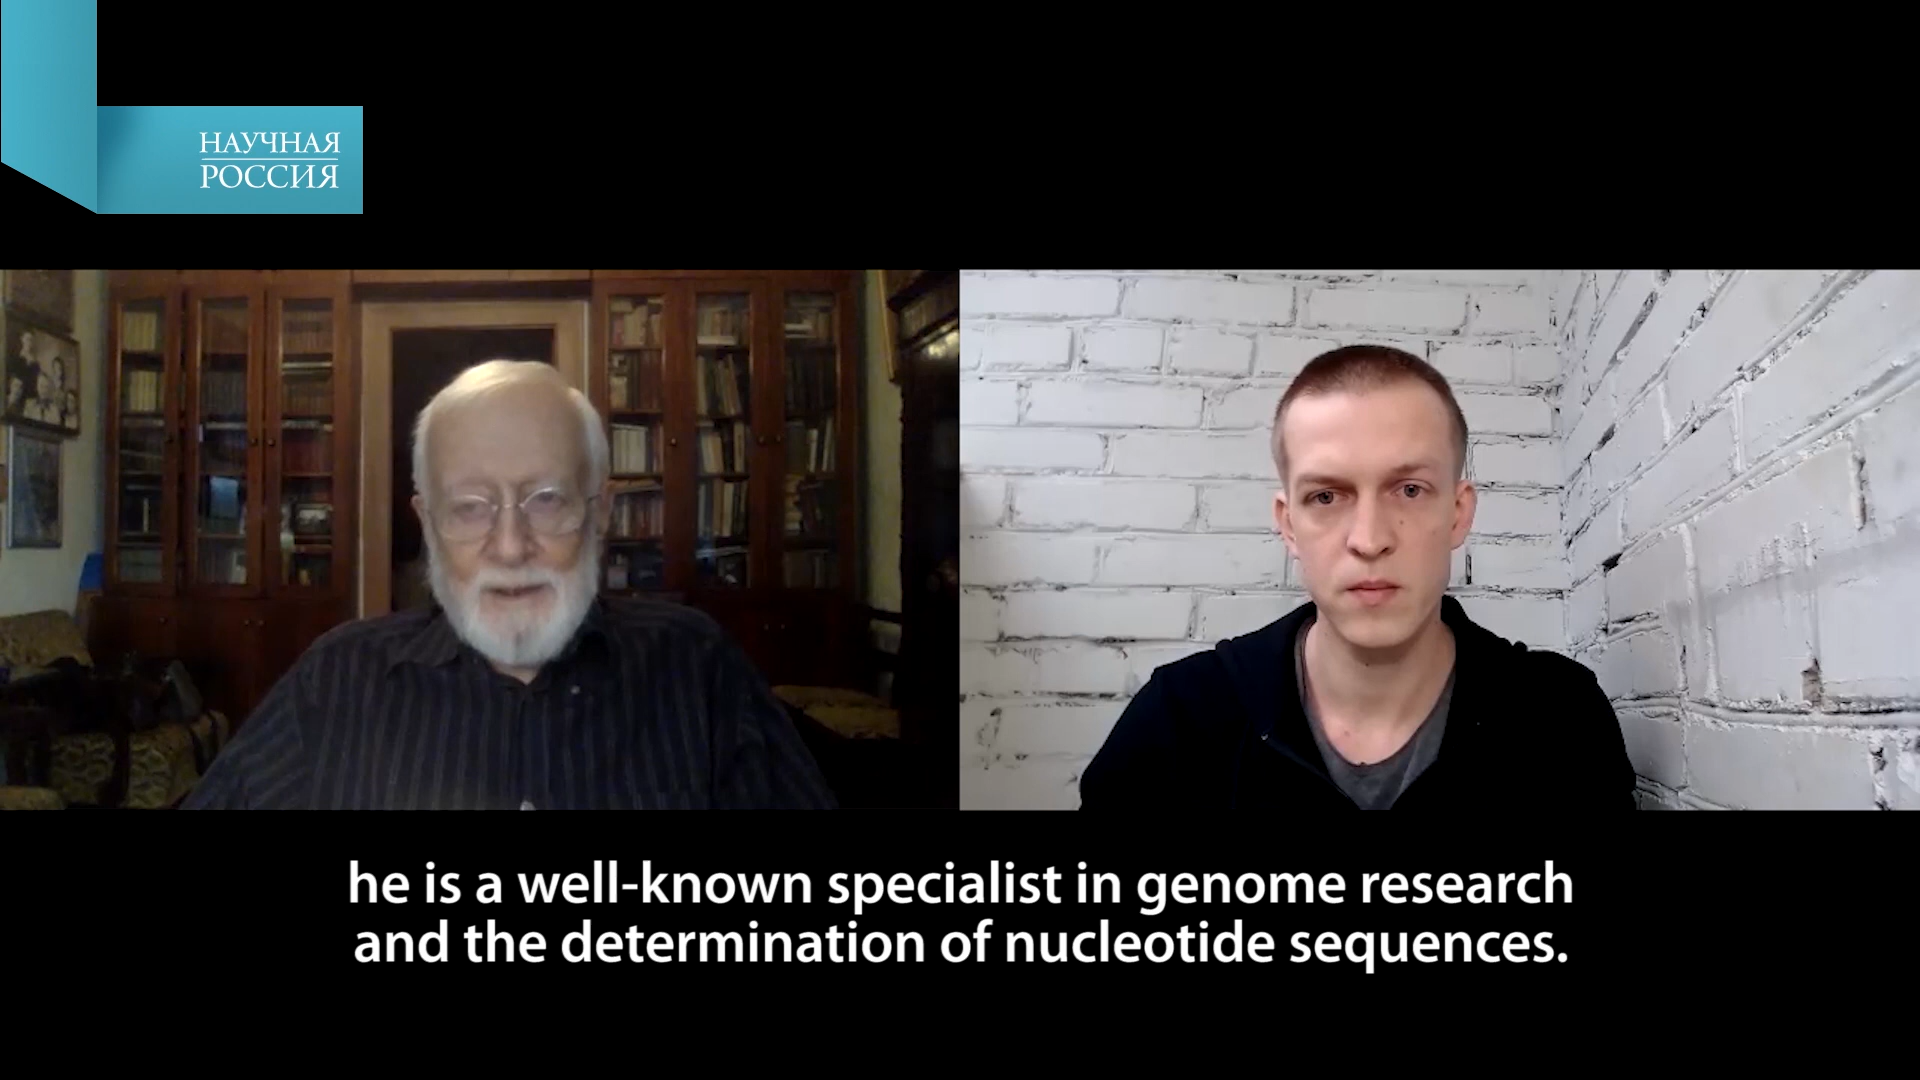 НАУЧНАЯ
РОССИЯ
he is a well-known specialist in genome research
and the determination of nucleotide sequences.